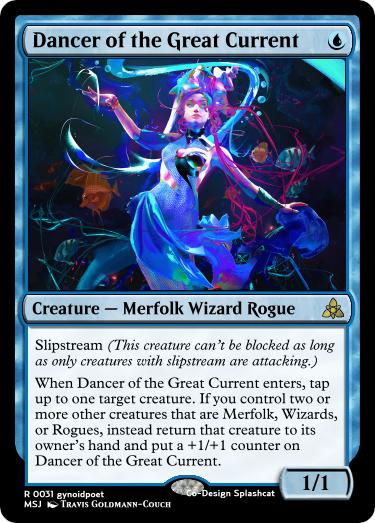 Dancer of the Great Current
Creature — Merfolk Wizard Rogue
Slipstream (This creature can't be blocked as long
as only creatures with slipstream are attacking.)
When Dancer of the Great Current enters, tap
up to one target creature. If you control two or
more other creatures that are Merfolk, Wizards,
or Rogues, instead return that creature to its
owner's hand and put a +1/+1 counter on
Dancer of the Great Current.
1/1
R 0031 gynoidpoet
Co-Design Splashcat
MSJ Travis Goldmann-Couch